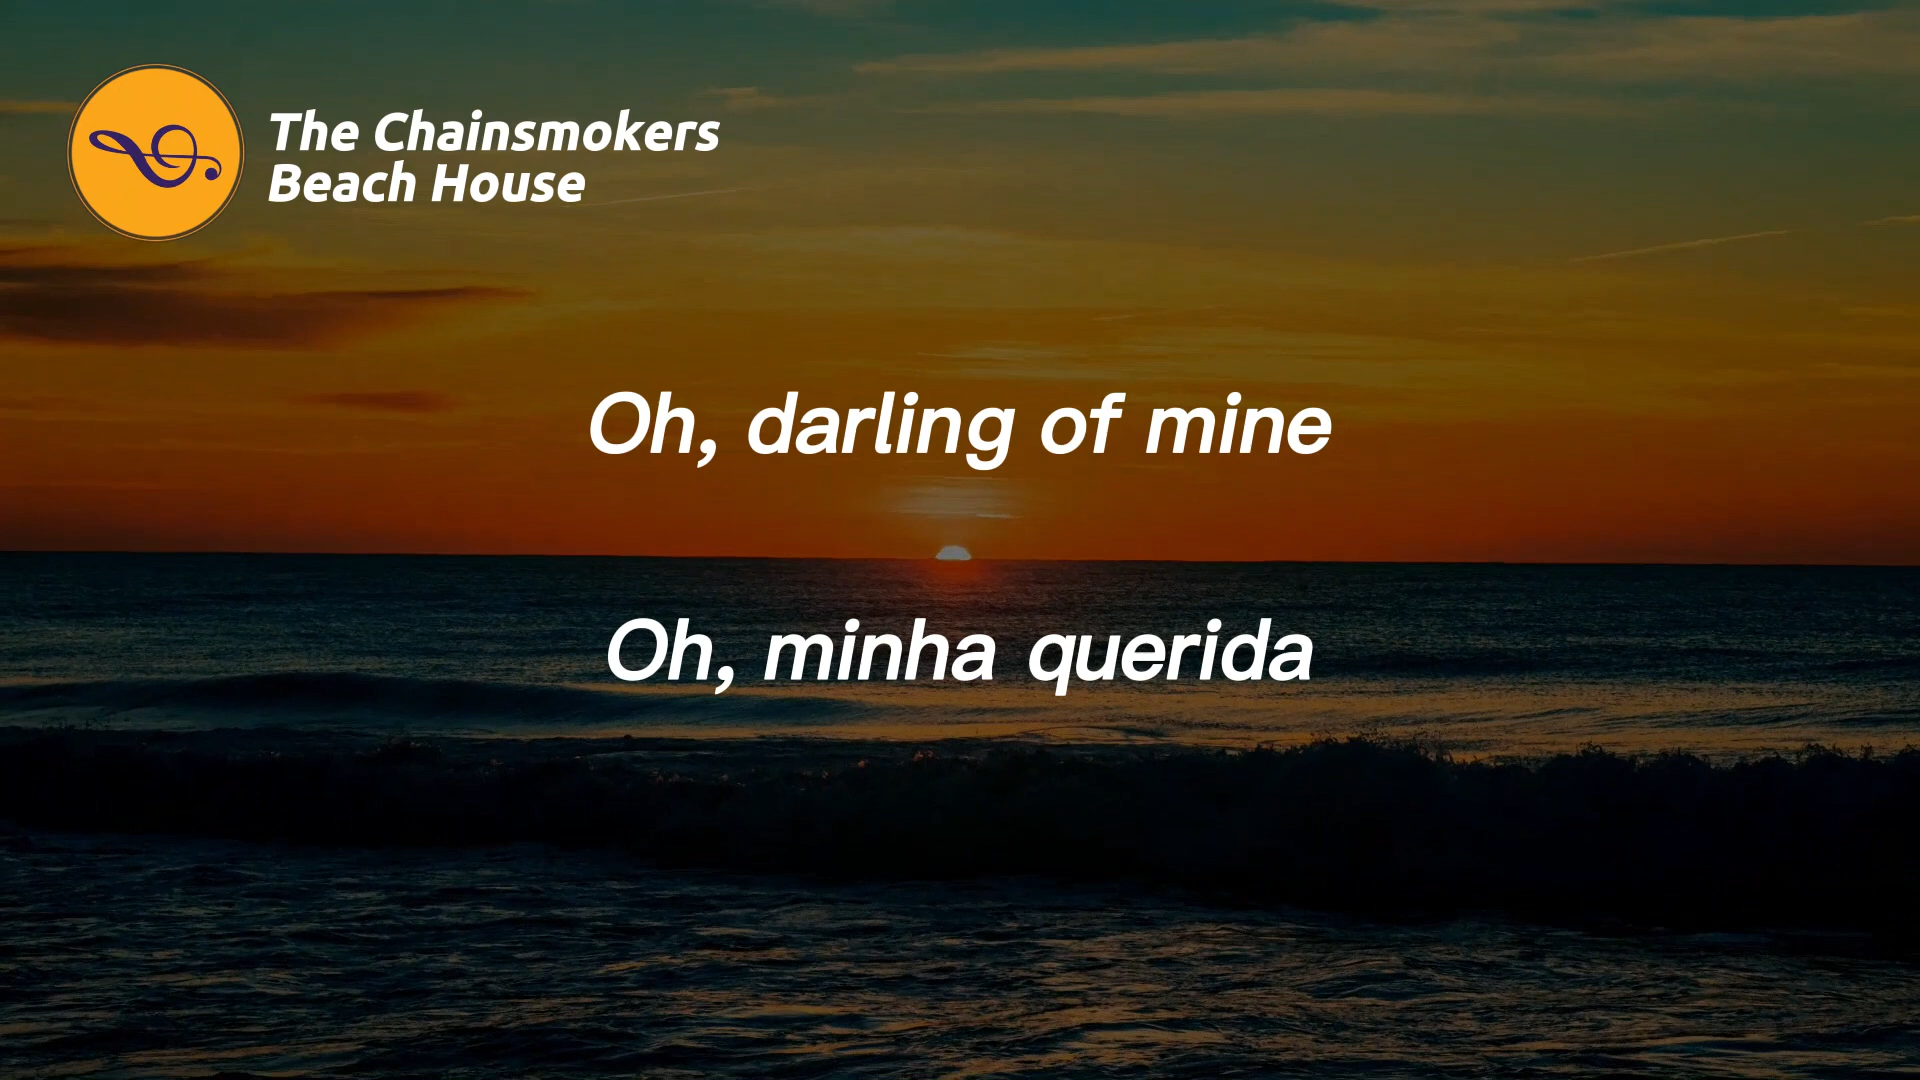 The Chainsmokers
Beach House
Oh, darling of mine
Oh, minha querida